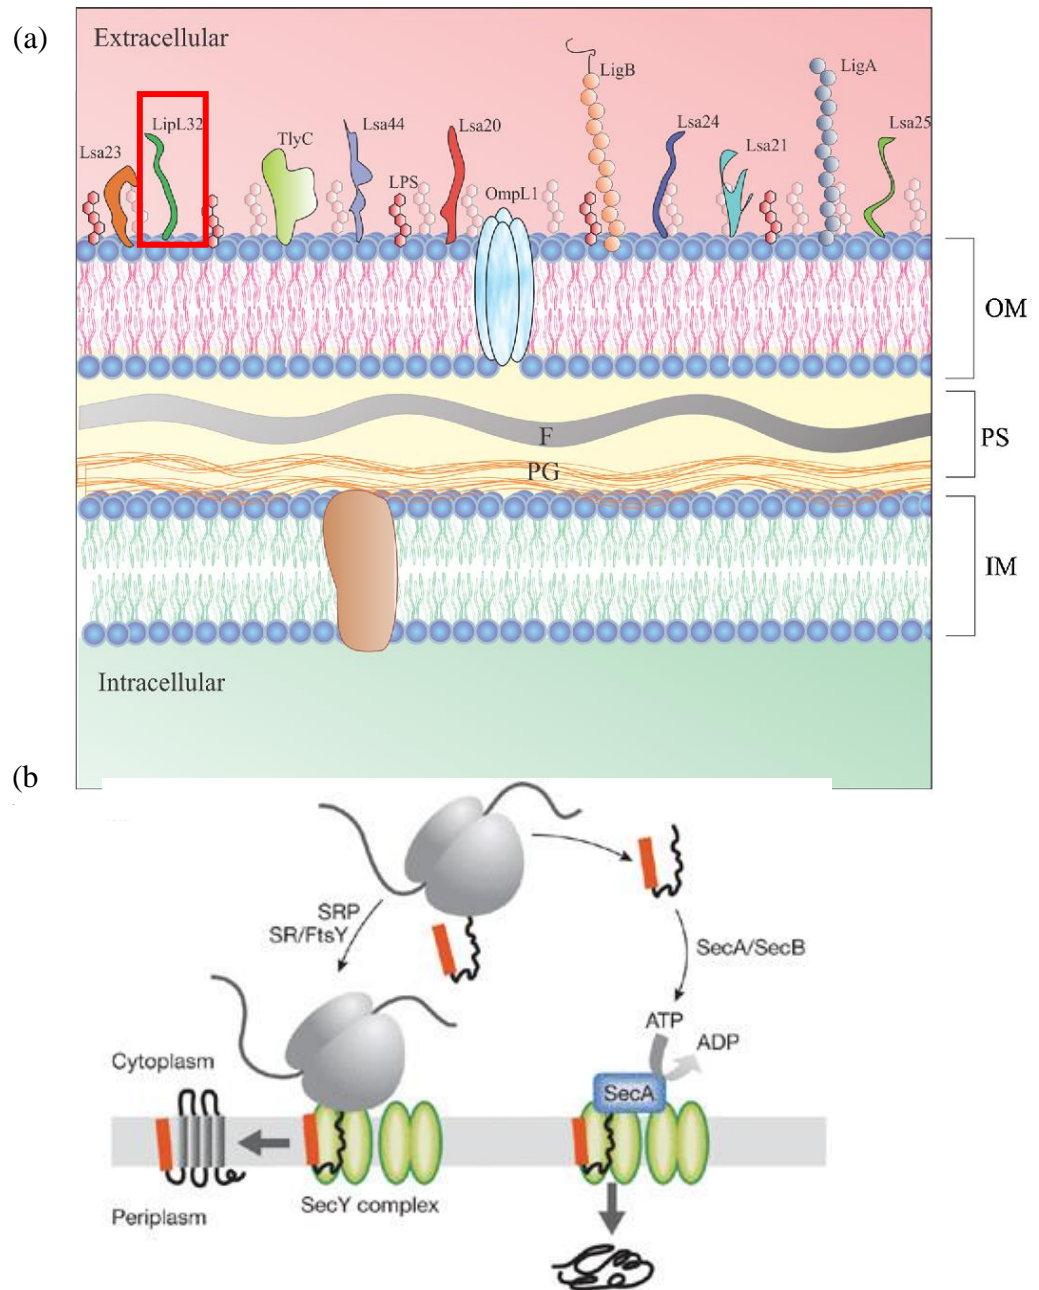 (a)
Extracellular
LigB
LigA
LipL32
Lsa23
TlyC
Lsa44
LPS
Lsa20
OmpL1
Lsa24
Lsa21
Lsa25
OM
F
PG
PS
IM
Intracellular
(b
SRP
SR/FtsY
SecA/SecB
ATP
ADP
Cytoplasm
SecA
Periplasm
SecY complex